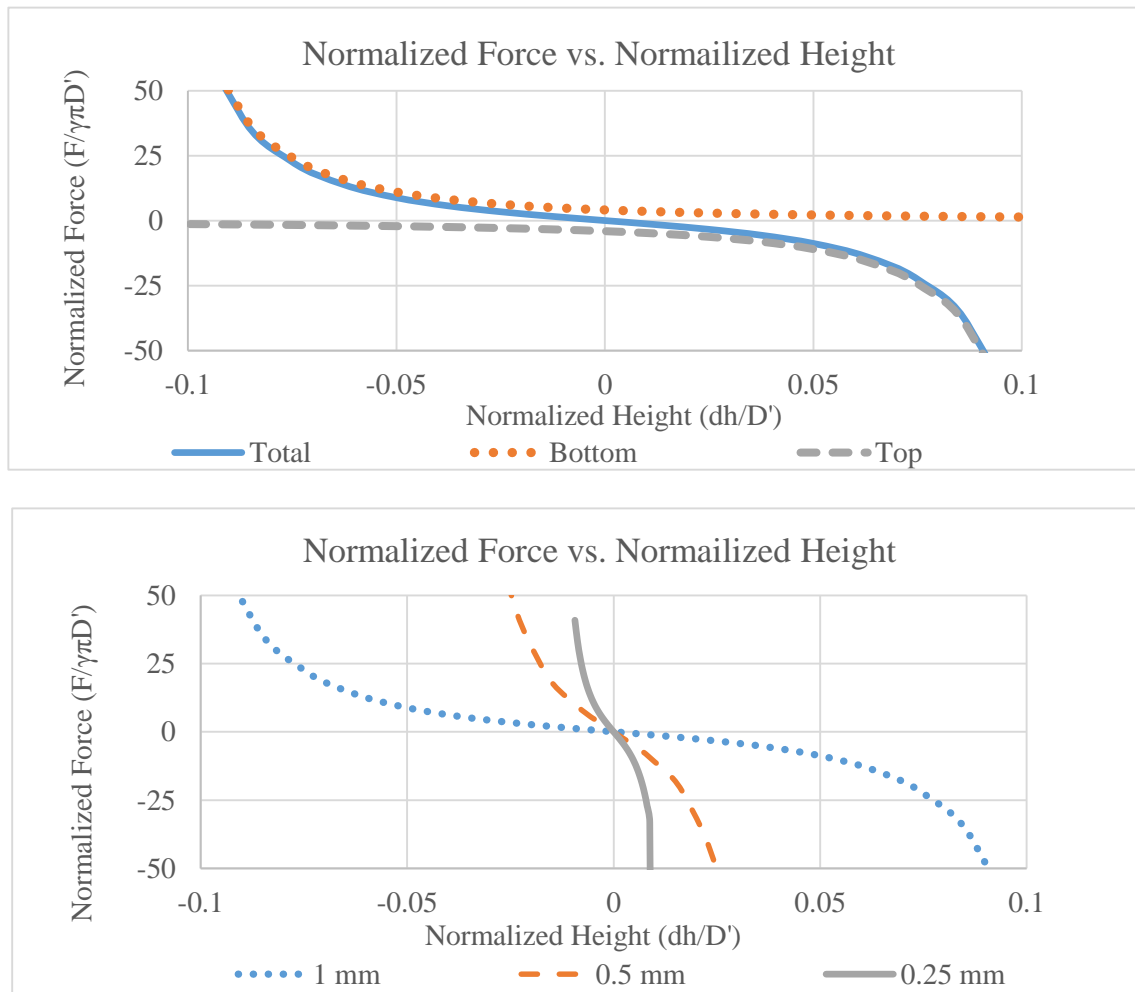 Normalized Force vs. Normailized Height
Normalized Force (F/γπD')
50
25
0
-25
-50
-0.1 -0.05 0 0.05 0.1
Normalized Height (dh/D')
Total Bottom Top
Normalized Force vs. Normailized Height
Normalized Force (F/γπD')
50
25
0
-25
-50
-0.1 -0.05 0 0.05 0.1
Normalized Height (dh/D')
1 mm 0.5 mm 0.25 mm